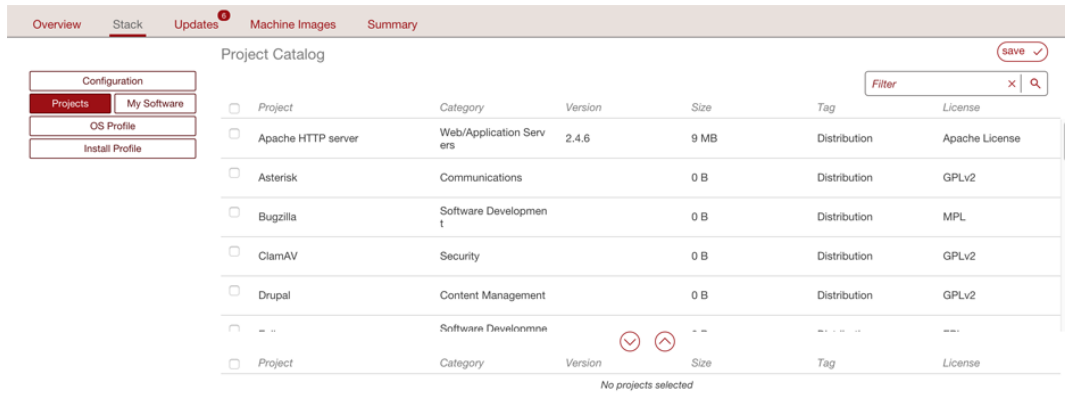 Overview Stack Updates 6 Machine Images Summary
Project Catalog save
Configuration
Filter
Projects My Software
Project Category Version Size Tag License
OS Profile
Install Profile
Apache HTTP server Web/Application Serv
ers 2.4.6 9 MB Distribution Apache License
Asterisk Communications 0 B Distribution GPLv2
Bugzilla Software Developmen
t 0 B Distribution MPL
ClamAV Security 0 B Distribution GPLv2
Drupal Content Management 0 B Distribution GPLv2
Software Developmne
Project Category Version Size Tag License
No projects selected